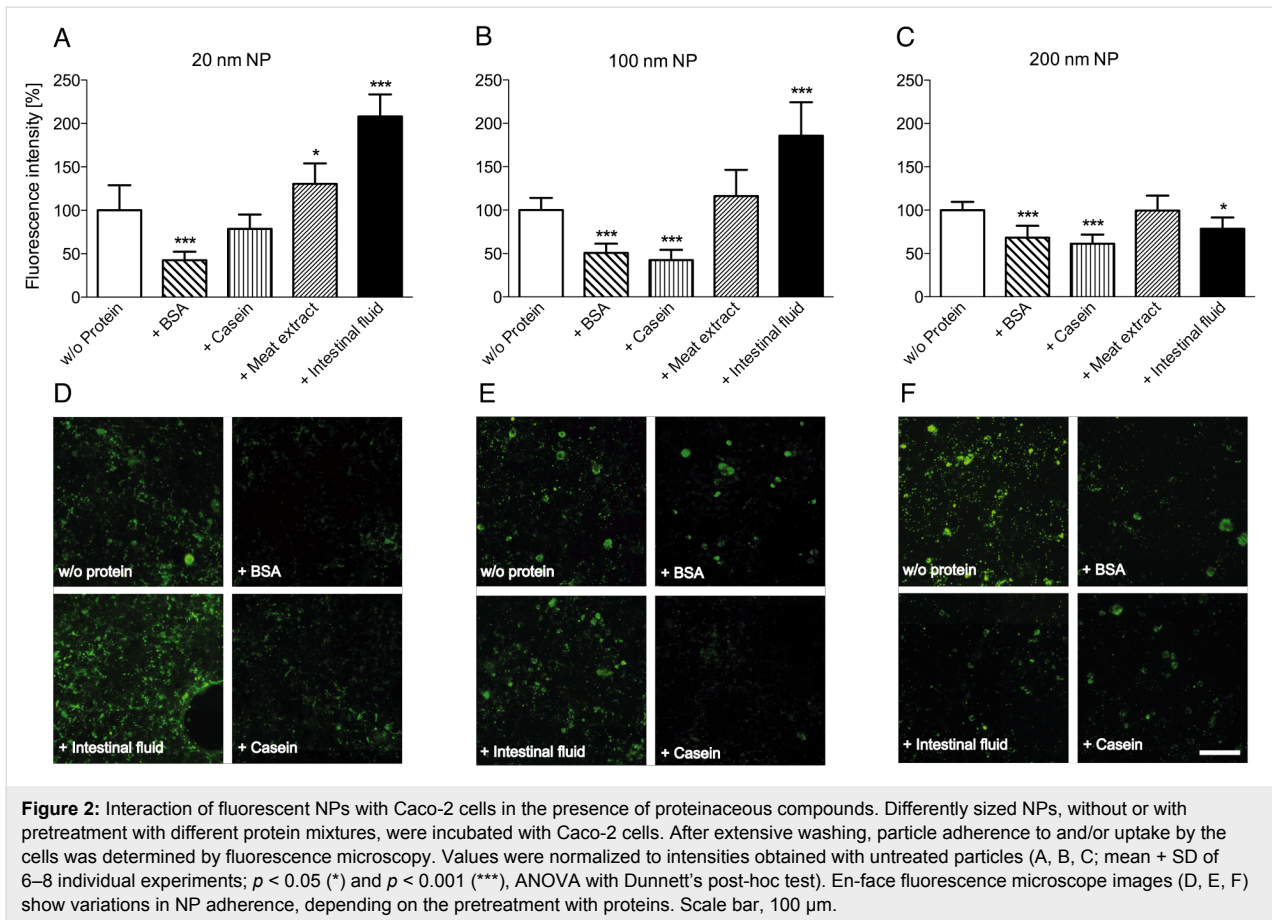 A
20 nm NP
Fluorescence intensity [%]
250
200
150
100
50
0
***
*
***
w/o Protein
+ BSA
+ Casein
+ Meat extract
+ Intestinal fluid
B
100 nm NP
250
200
150
100
50
0
***
***
***
w/o Protein
+ BSA
+ Casein
+ Meat extract
+ Intestinal fluid
C
200 nm NP
250
200
150
100
50
0
***
***
*
w/o Protein
+ BSA
+ Casein
+ Meat extract
+ Intestinal fluid
D
w/o protein
+ BSA
+ Intestinal fluid
+ Casein
E
w/o protein
+ BSA
+ Intestinal fluid
+ Casein
F
w/o protein
+ BSA
+ Intestinal fluid
+ Casein
Figure 2: Interaction of fluorescent NPs with Caco-2 cells in the presence of proteinaceous compounds. Differently sized NPs, without or with
pretreatment with different protein mixtures, were incubated with Caco-2 cells. After extensive washing, particle adherence to and/or uptake by the
cells was determined by fluorescence microscopy. Values were normalized to intensities obtained with untreated particles (A, B, C; mean + SD of
6–8 individual experiments; p < 0.05 (*) and p < 0.001 (***), ANOVA with Dunnett's post-hoc test). En-face fluorescence microscope images (D, E, F)
show variations in NP adherence, depending on the pretreatment with proteins. Scale bar, 100 µm.